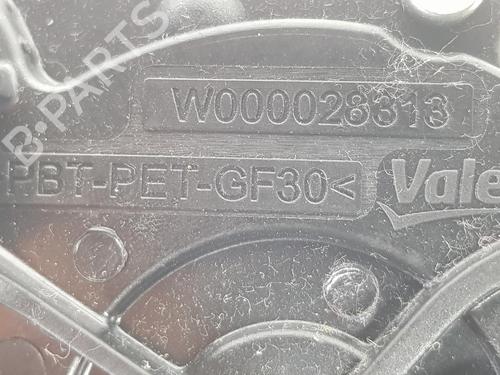 B-PARTS
W000028313
PBT-PET-GF30<
Vale